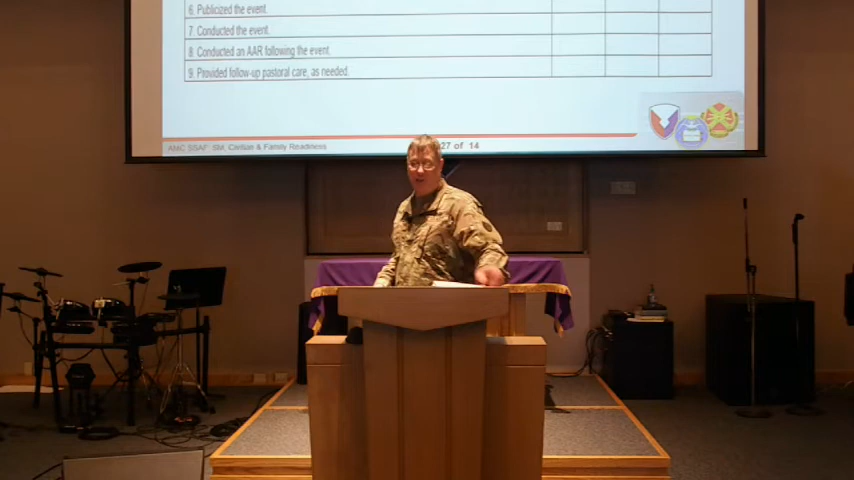 6. Publicized the event
7. Conducted the event.
8. Conducted an AAR following the event.
9. Provided follow-up pastoral care, as needed.
AMC SSAF SM, Civilian & Family Readiness
27 of 14